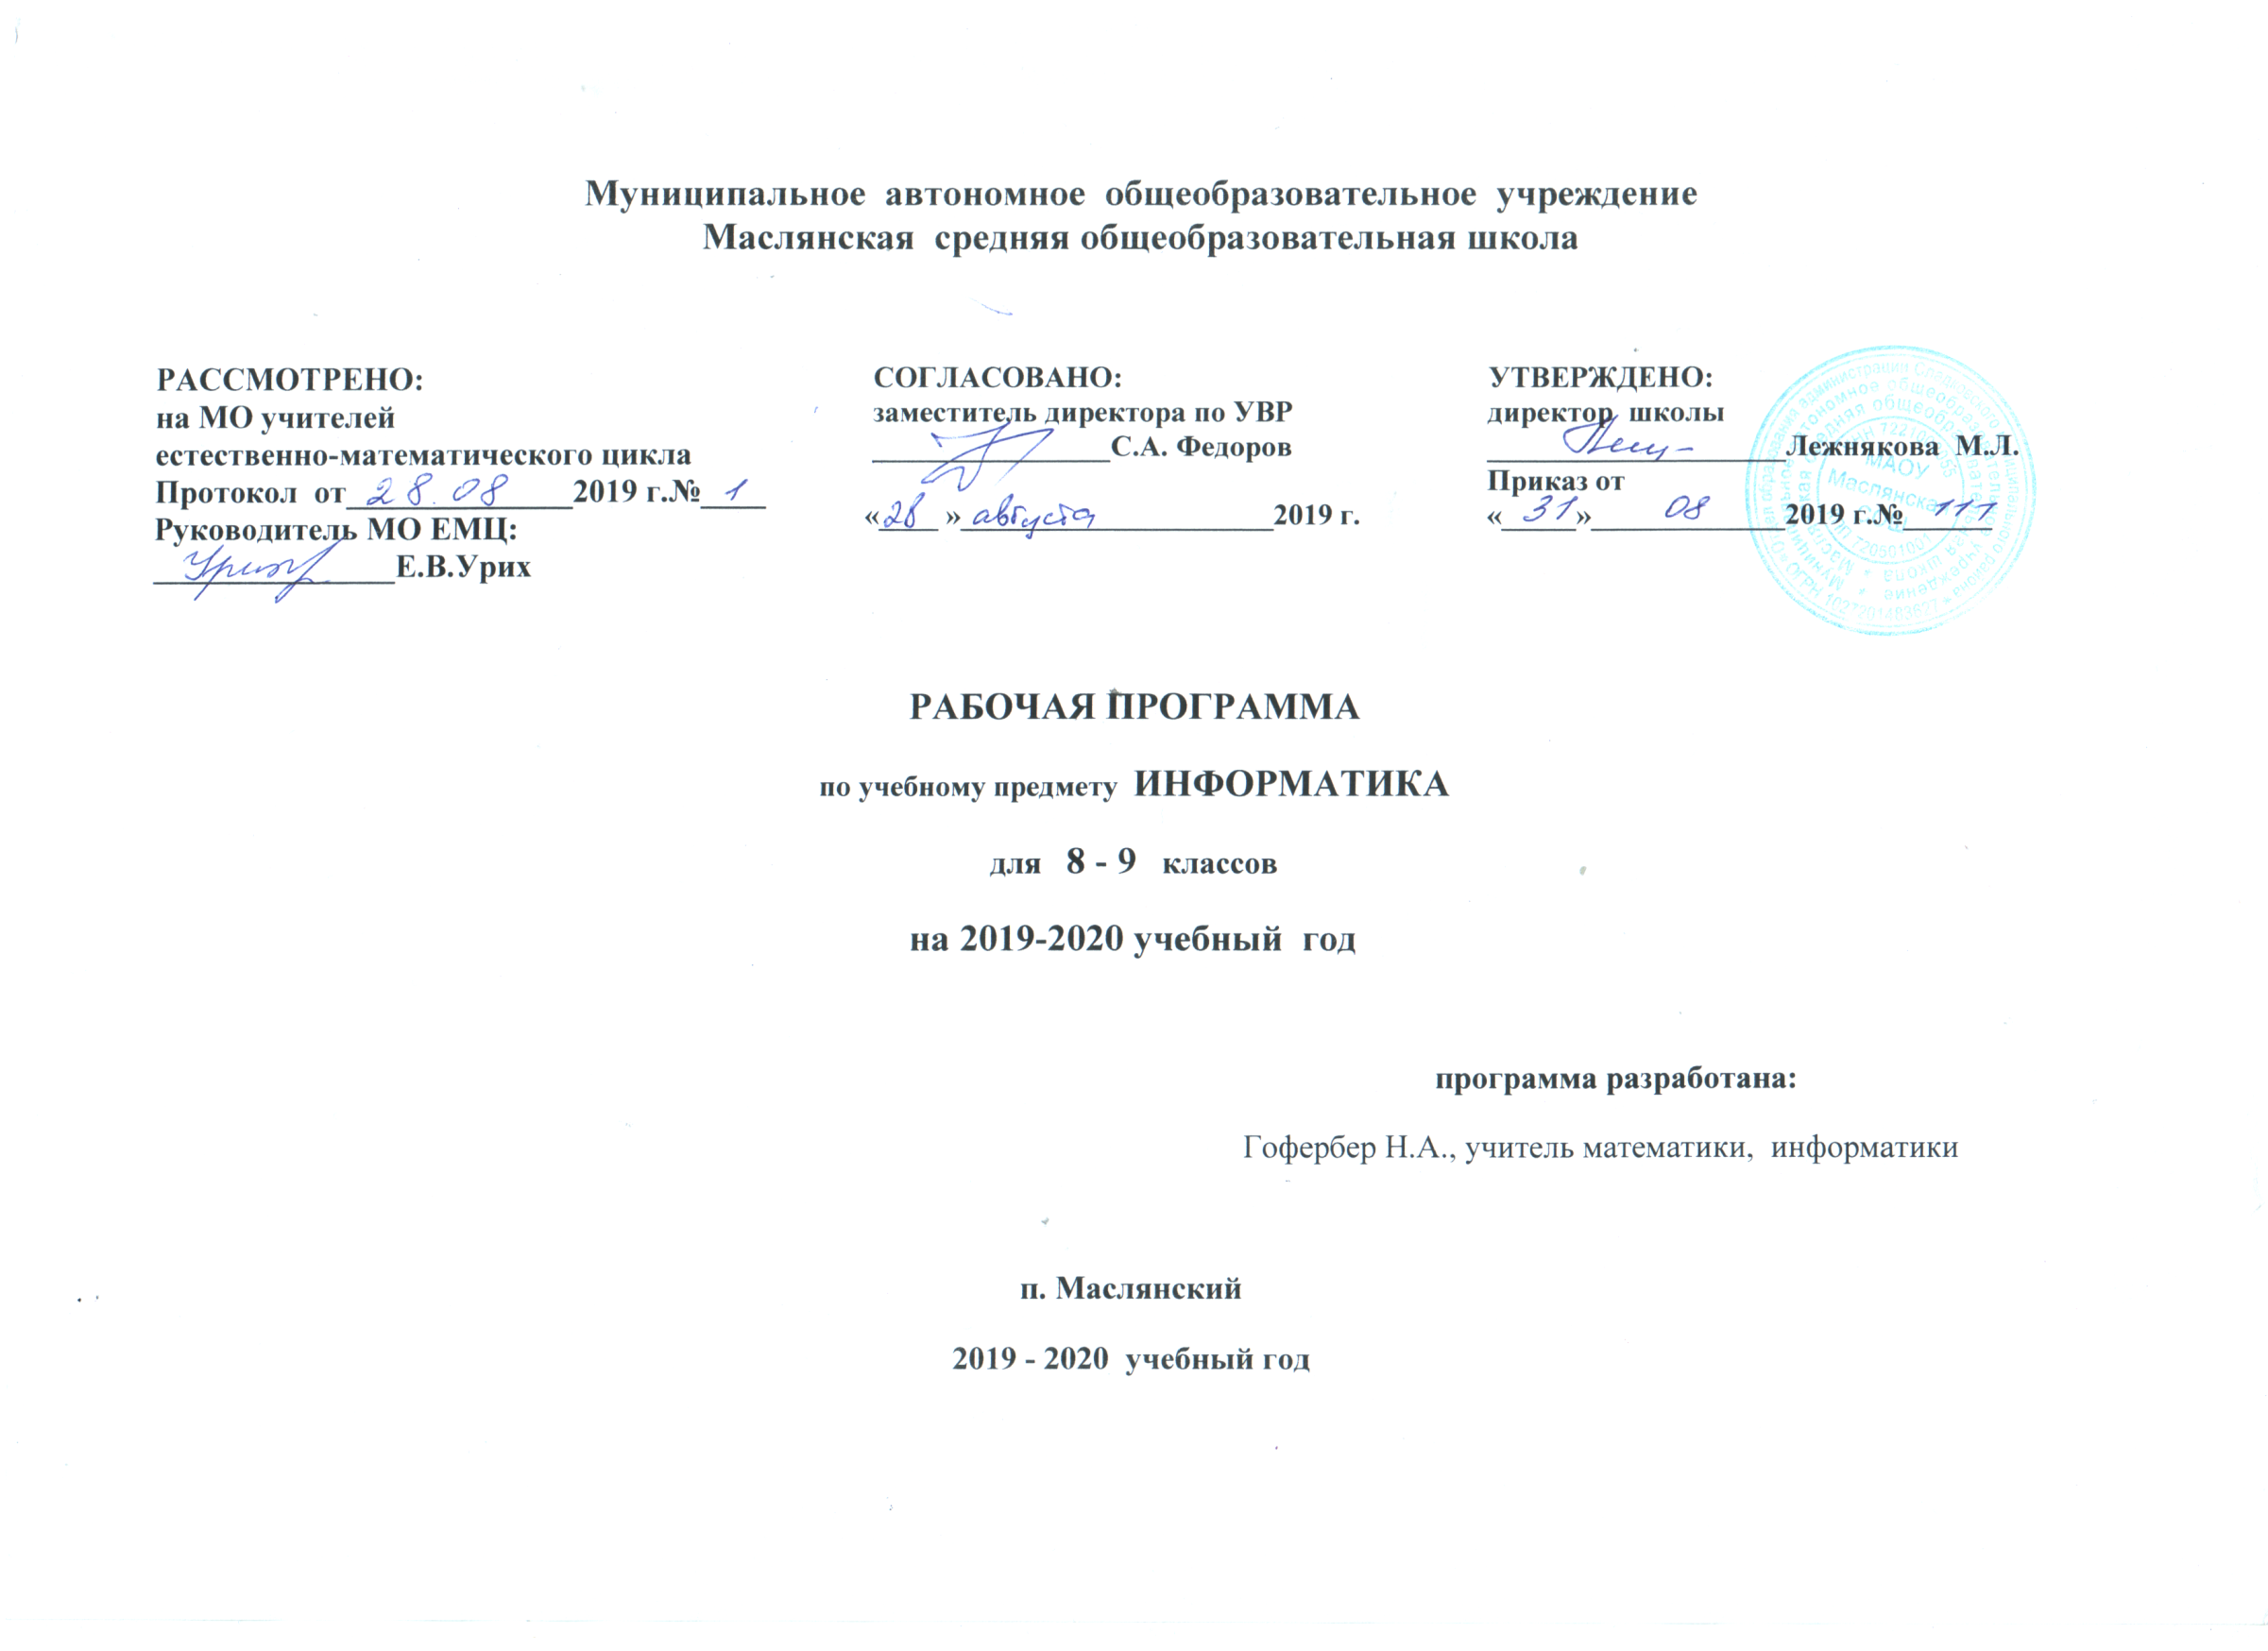 Муниципальное автономное общеобразовательное учреждение
Маслянская средняя общеобразовательная школа
РАССМОТРЕНО:
на МО учителей
естественно-математического цикла
Протокол от 28.08 2019 г.№ 1
Руководитель МО ЕМЦ:
Е.В.Урих
СОГЛАСОВАНО:
заместитель директора по УВР
С.А. Федоров
«28» августа 2019 г.
УТВЕРЖДЕНО:
директор школы
Лежнякова М.Л.
Приказ от
«31» 08 2019 г.№ 111
МАОУ
Маслянская
РАБОЧАЯ ПРОГРАММА
по учебному предмету ИНФОРМАТИКА
для 8 - 9 классов
на 2019-2020 учебный год
программа разработана:
Гофербер Н.А., учитель математики, информатики
п. Маслянский
2019 - 2020 учебный год